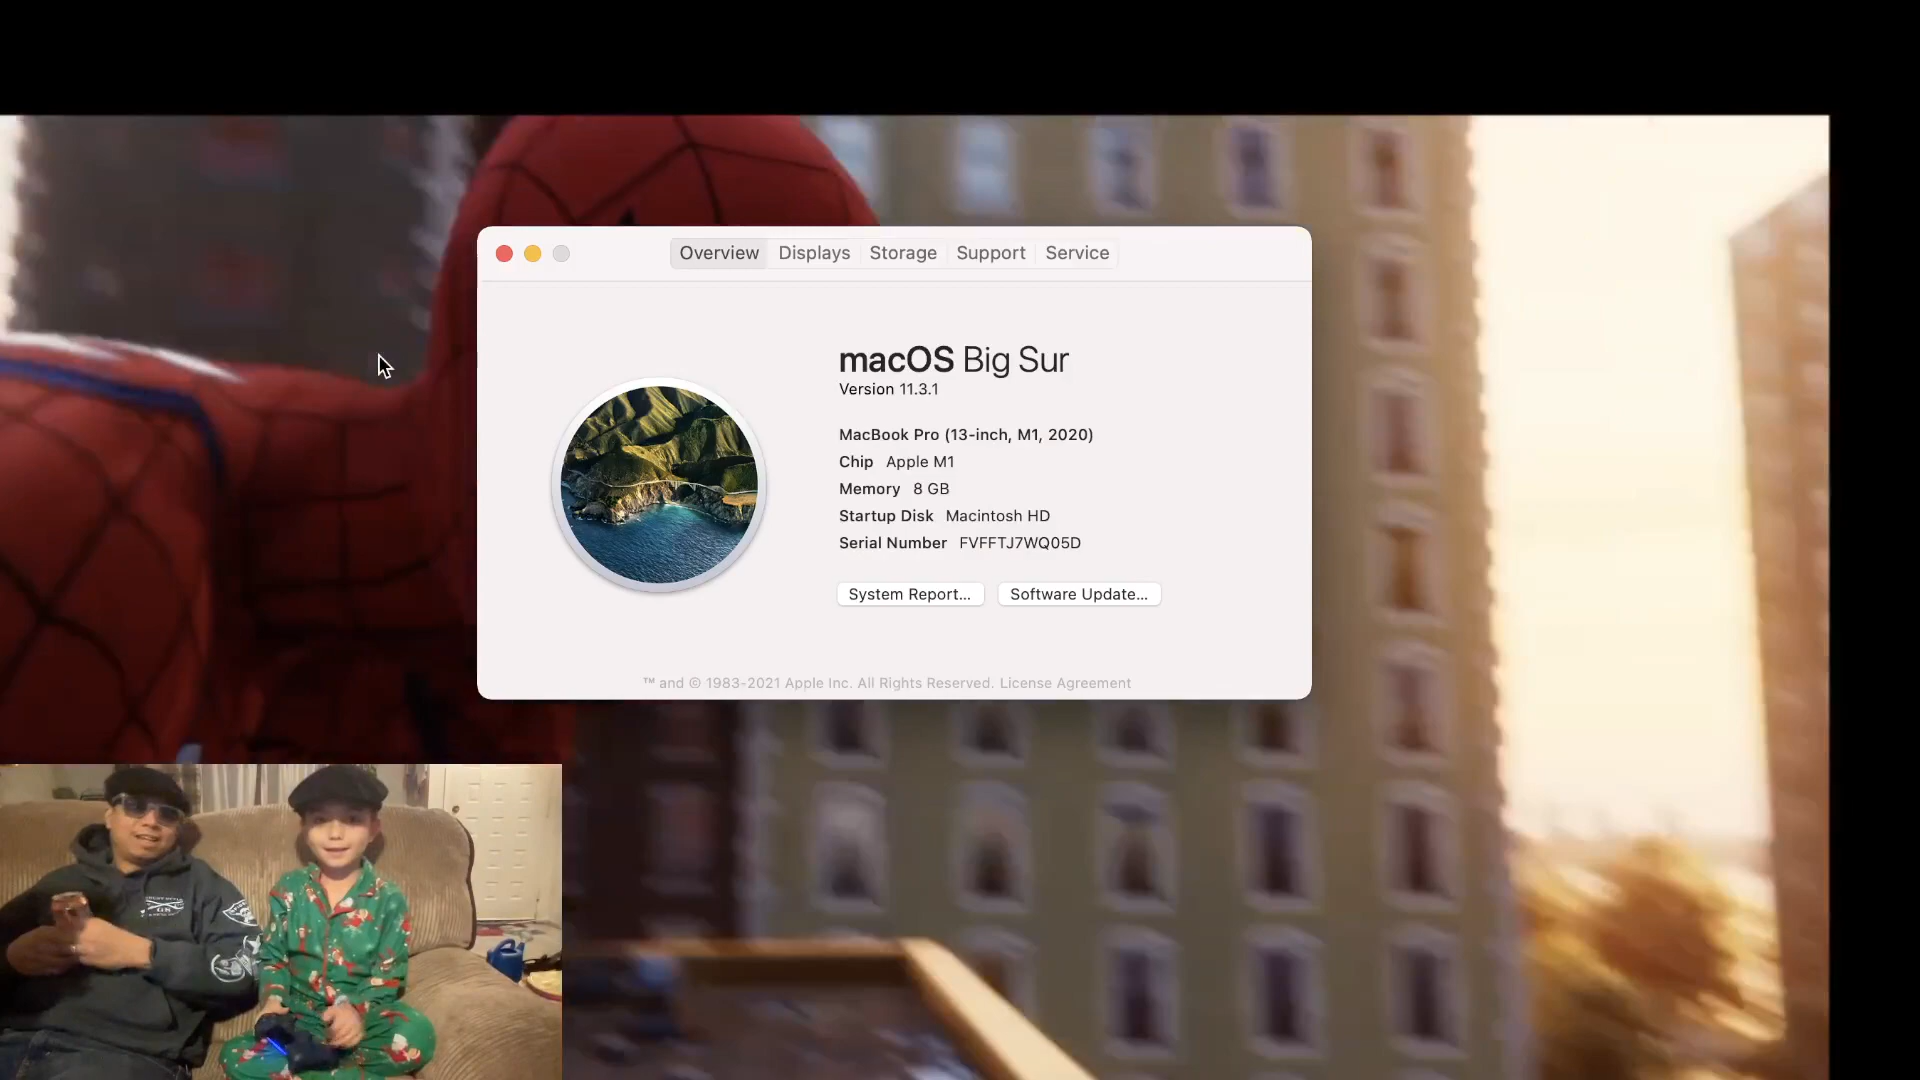 Overview Displays Storage Support Service
macOS Big Sur
Version 11.3.1
MacBook Pro (13-inch, M1, 2020)
Chip Apple M1
Memory 8 GB
Startup Disk Macintosh HD
Serial Number FVFFTJ7WQ05D
System Report... Software Update...
™ and © 1983-2021 Apple Inc. All Rights Reserved. License Agreement